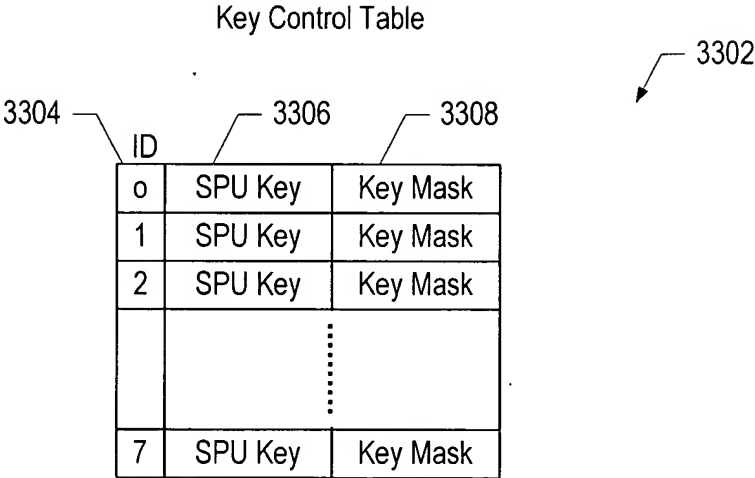 Key Control Table
3302
3304 3306 3308
ID
o SPU Key Key Mask
1 SPU Key Key Mask
2 SPU Key Key Mask
7 SPU Key Key Mask